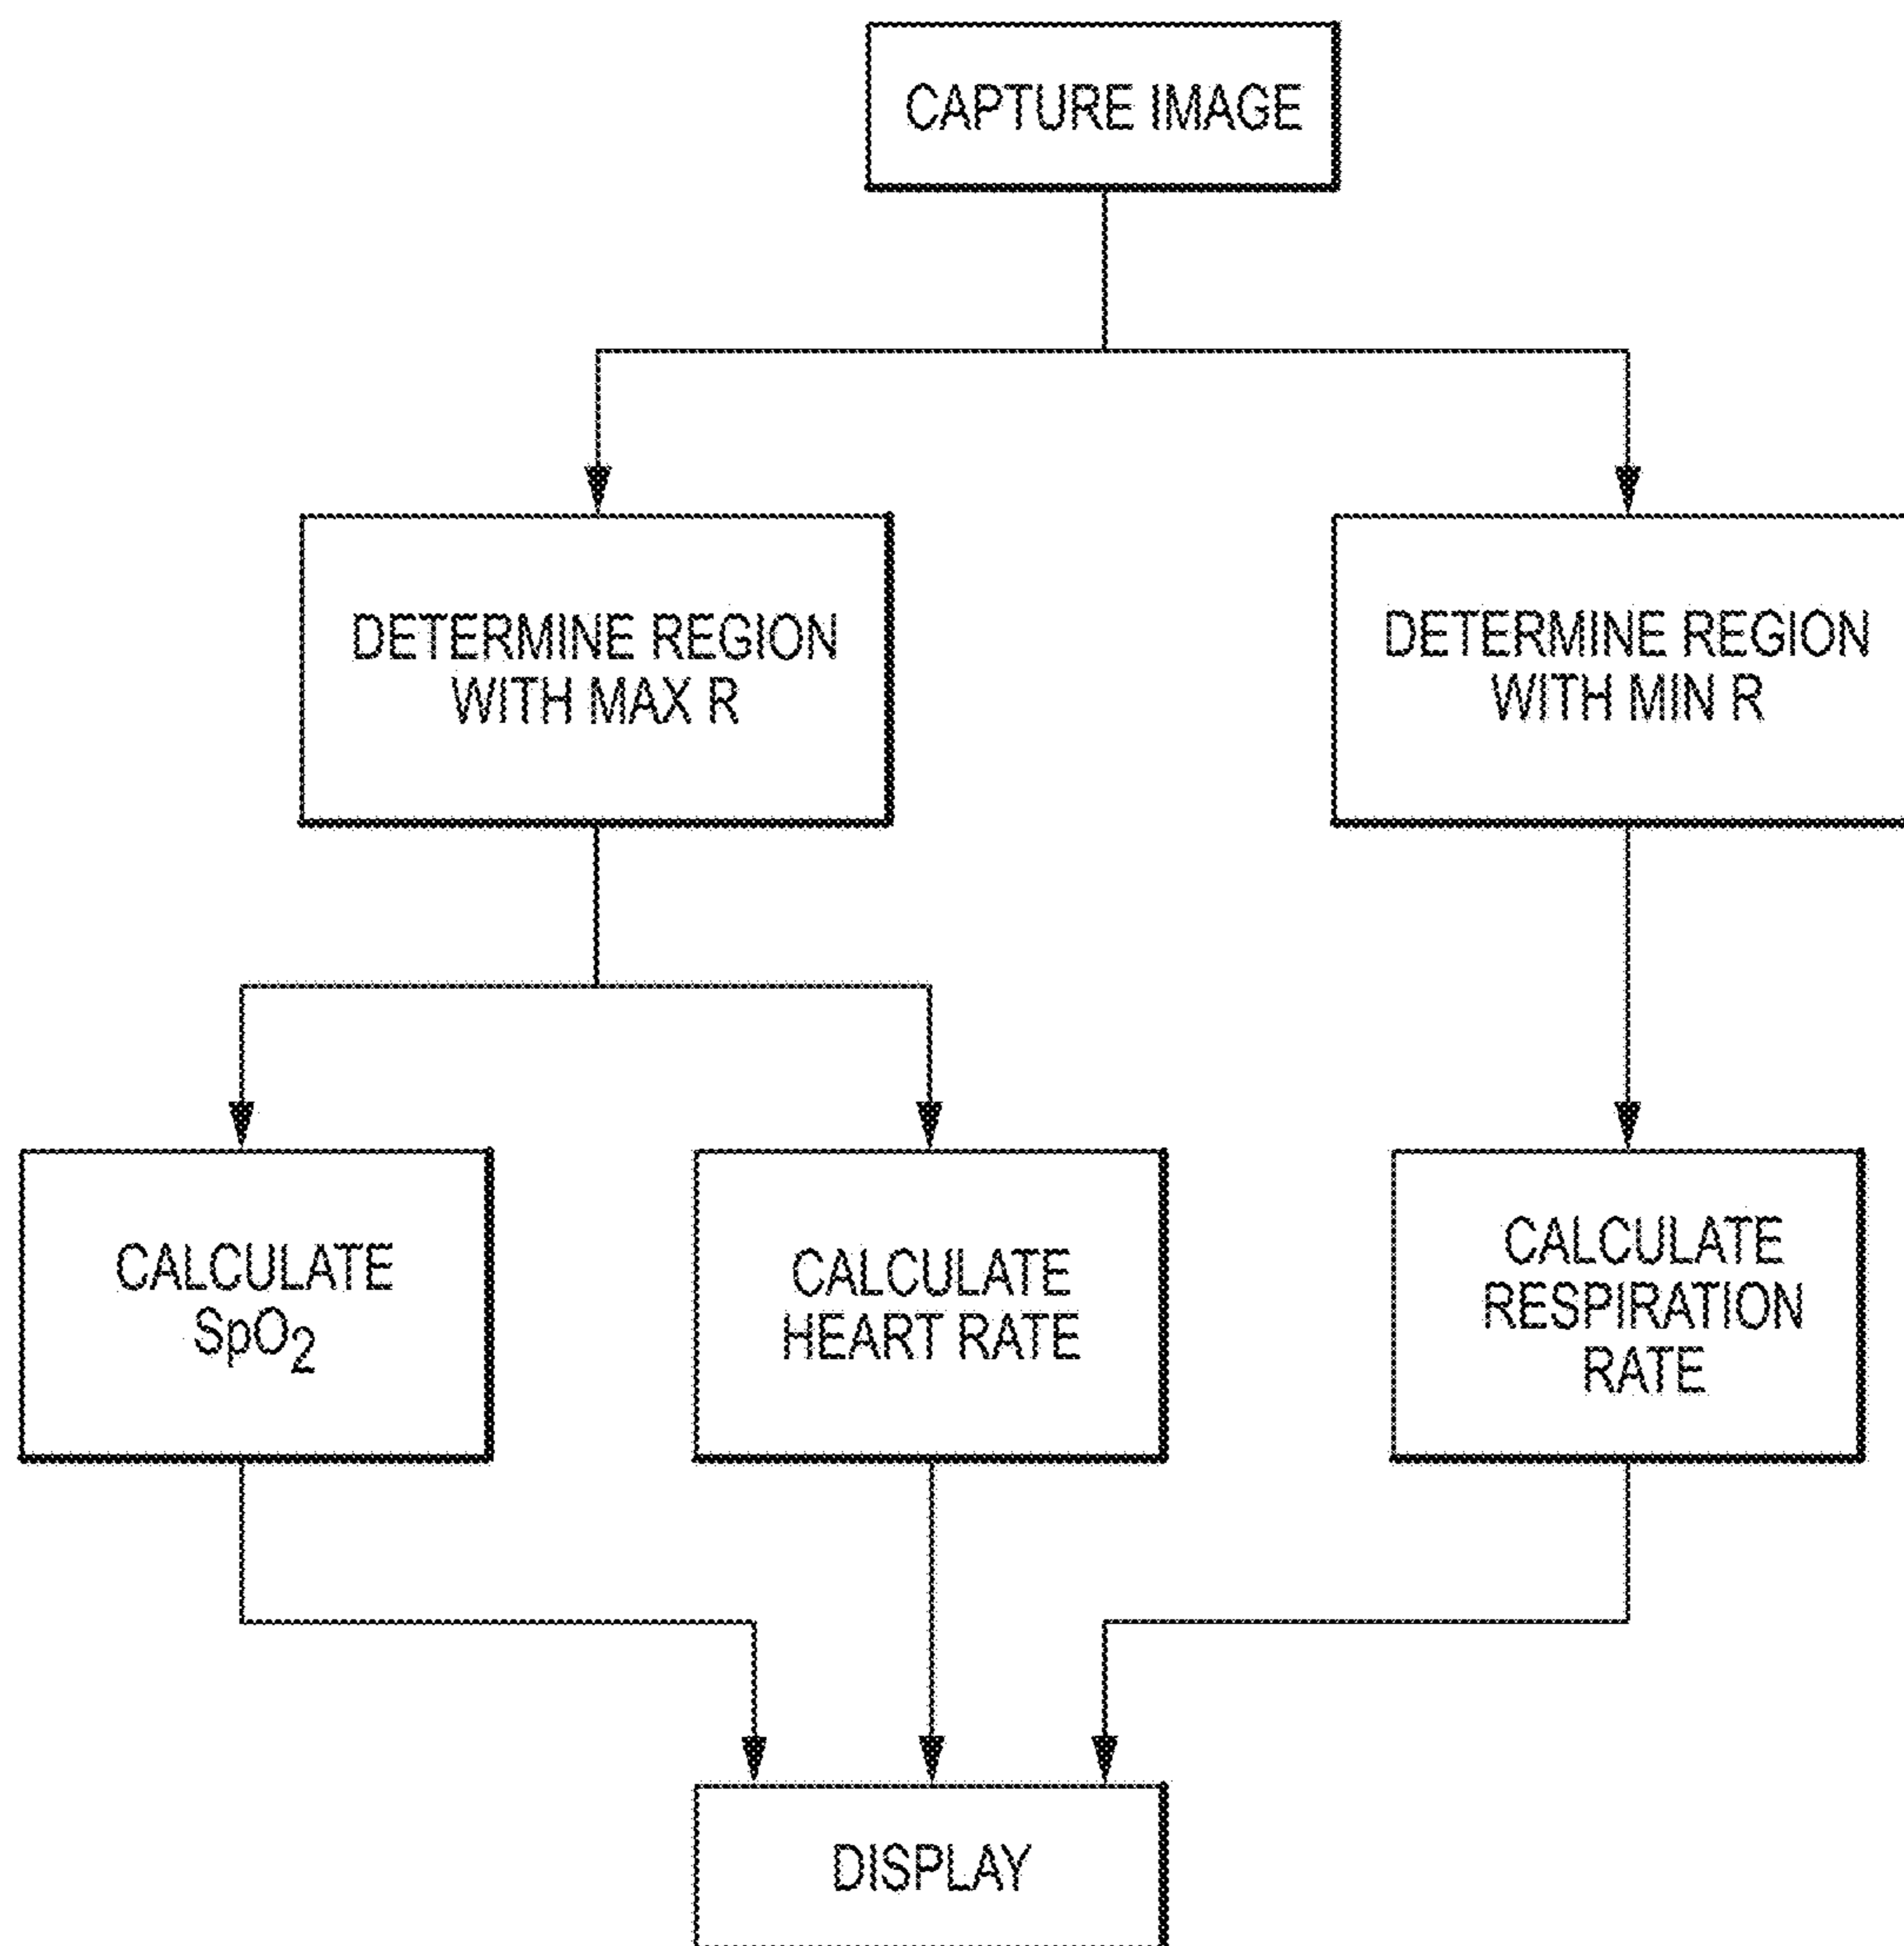 CAPTURE IMAGE
DETERMINE REGION
WITH MAX R
DETERMINE REGION
WITH MIN R
CALCULATE
SpO₂
CALCULATE
HEART RATE
CALCULATE
RESPIRATION
RATE
DISPLAY